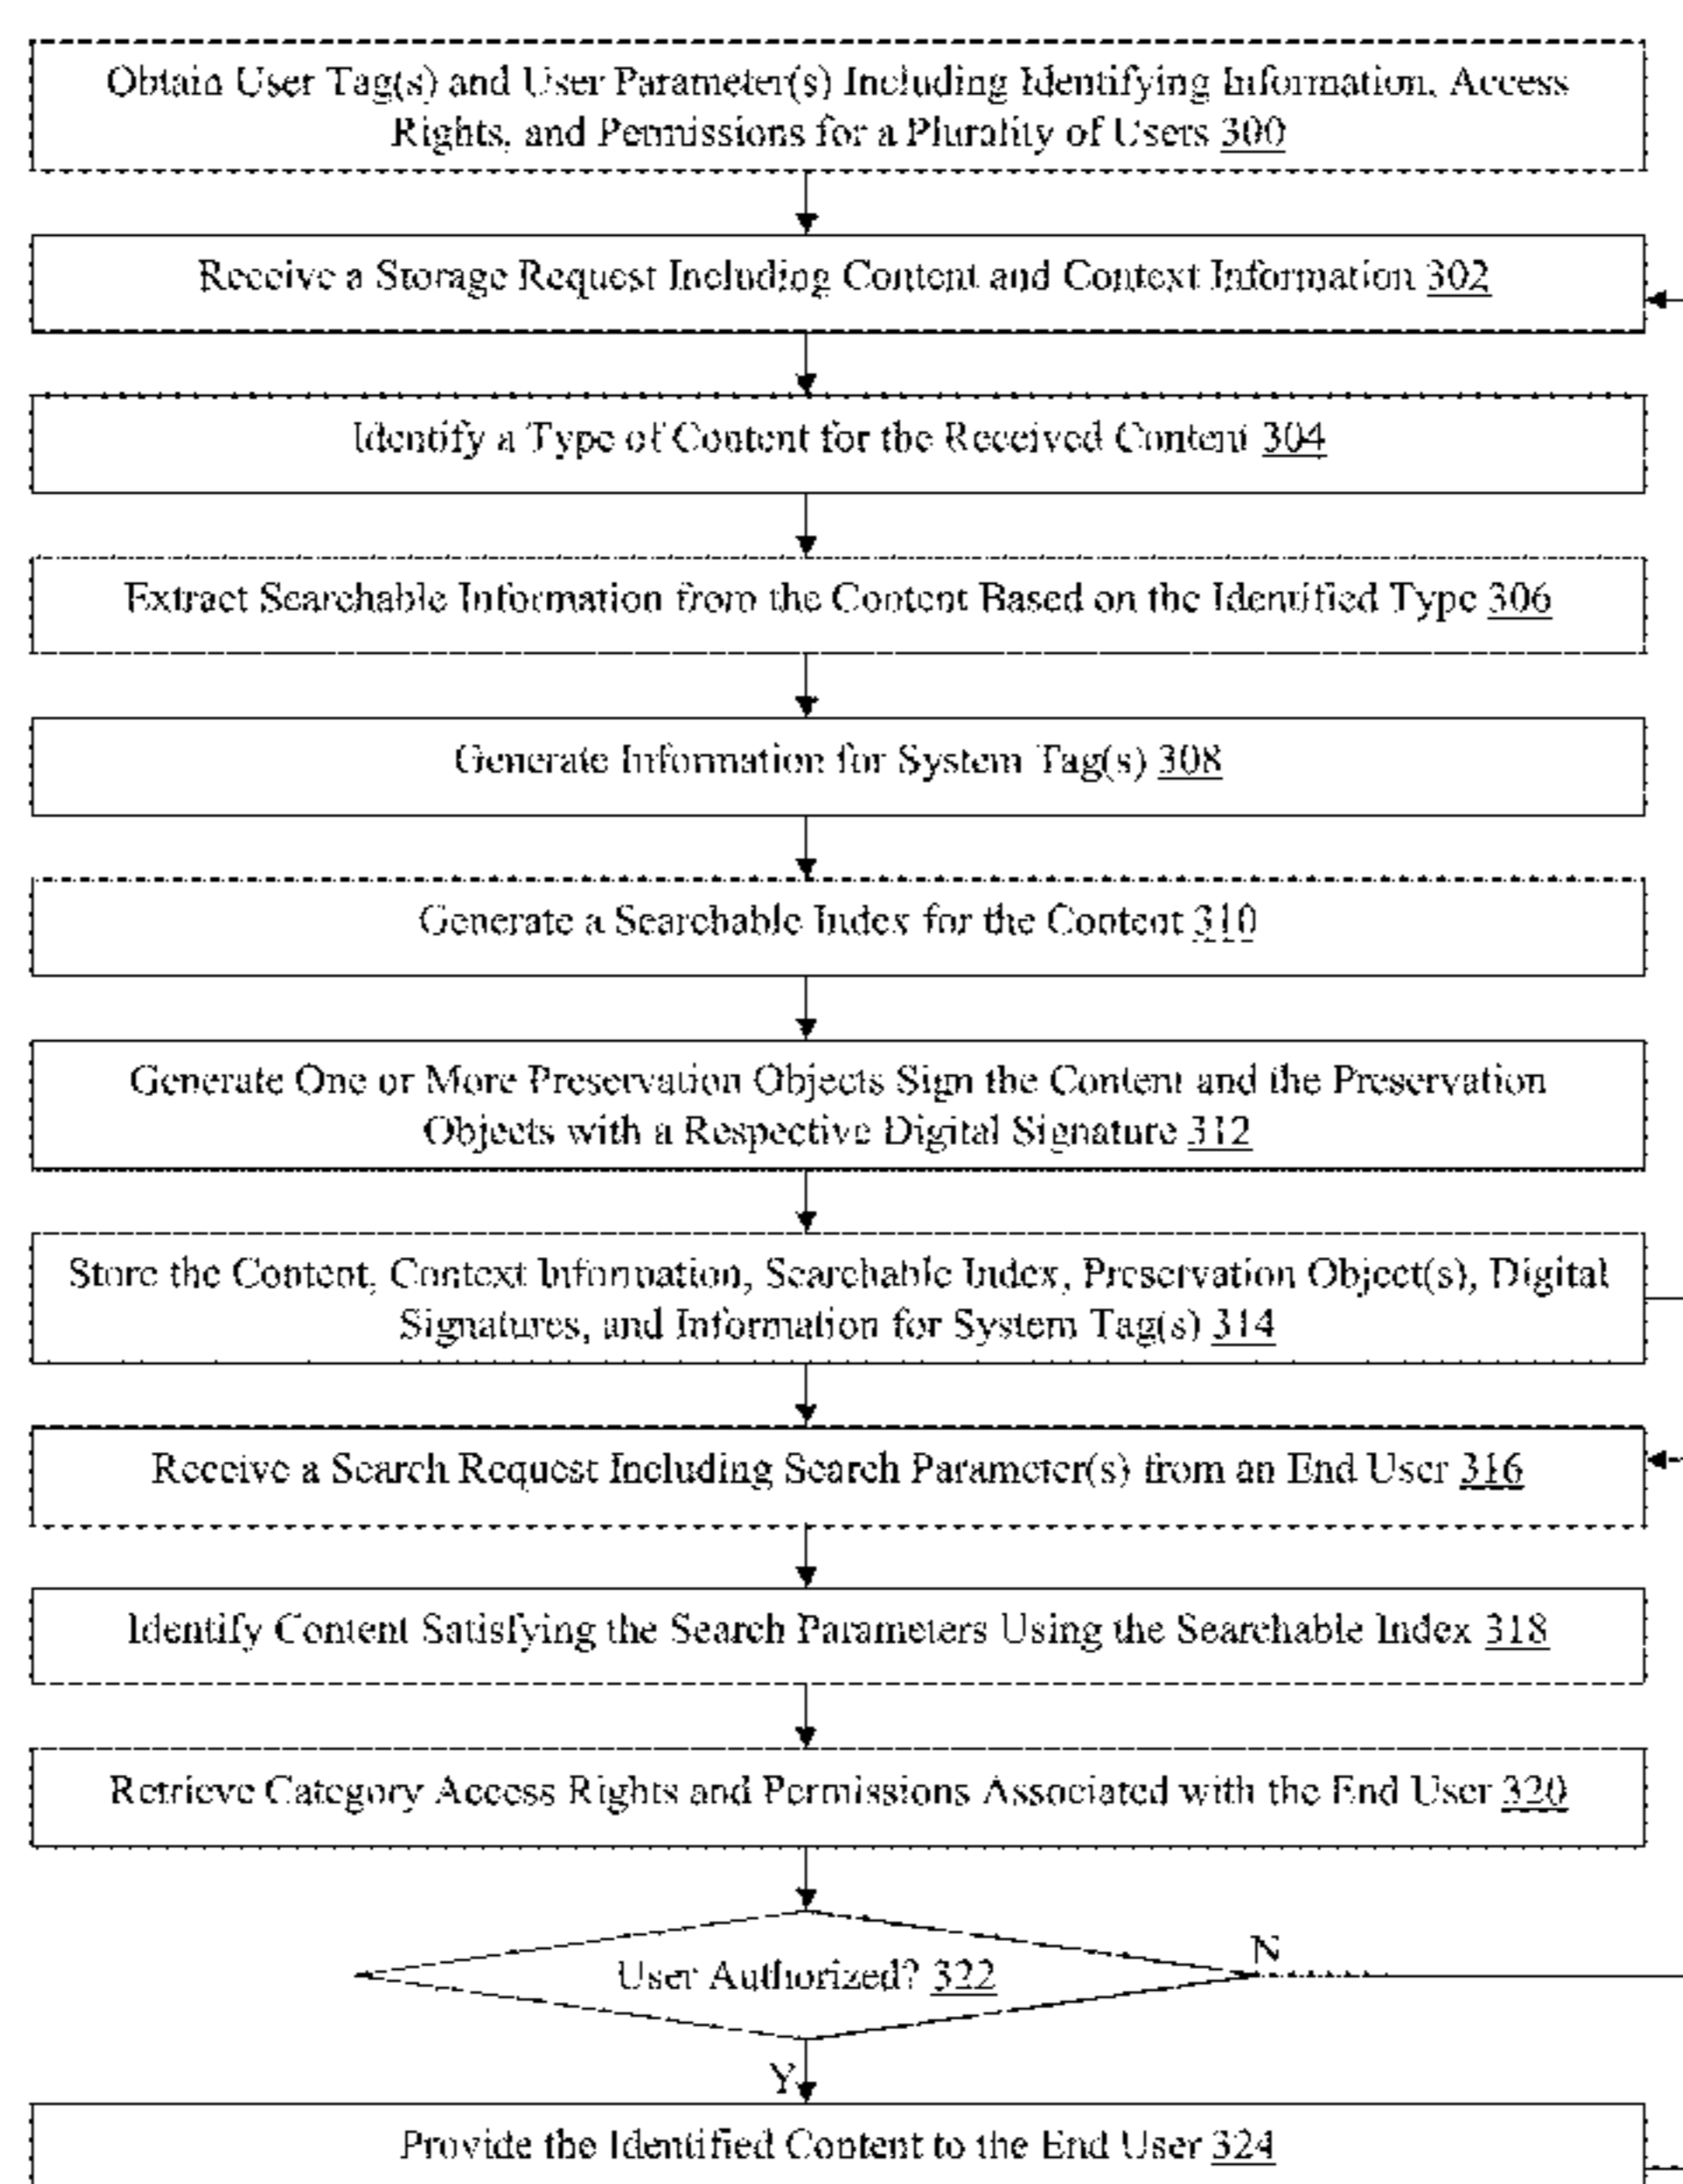 Obtain User Tag(s) and User Parameter(s) Including Identifying Information, Access
Rights, and Permissions for a Plurality of Users 300
Receive a Storage Request Including Content and Context Information 302
Identify a Type of Content for the Received Content 304
Extract Searchable Information from the Content Based on the Identified Type 306
Generate Information for System Tag(s) 308
Generate a Searchable Index for the Content 310
Generate One or More Preservation Objects Sign the Content and the Preservation
Objects with a Respective Digital Signature 312
Store the Content, Context Information, Searchable Index, Preservation Object(s), Digital
Signatures, and Information for System Tag(s) 314
Receive a Search Request Including Search Parameter(s) from an End User 316
Identify Content Satisfying the Search Parameters Using the Searchable Index 318
Retrieve Category Access Rights and Permissions Associated with the End User 320
N
User Authorized? 322
Y
Provide the Identified Content to the End User 324